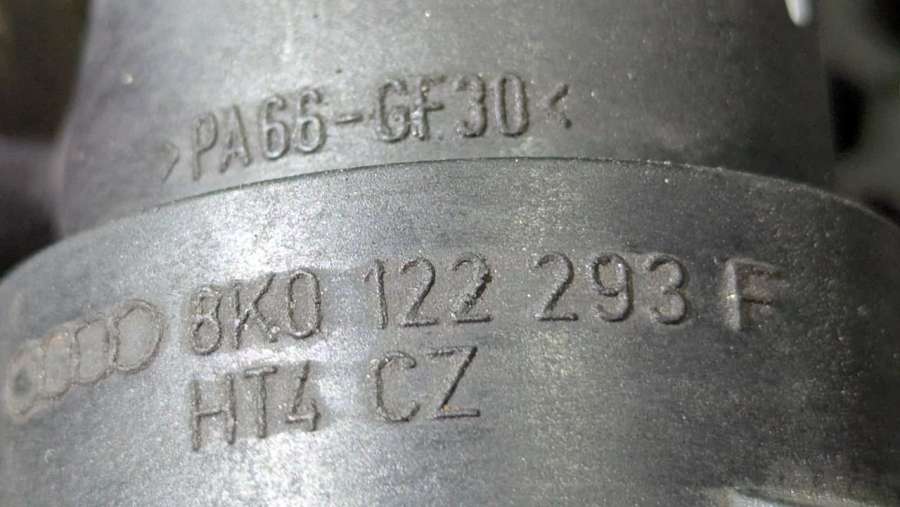 >PA66-GF30<
8K0 122 293 F
HT4 CZ